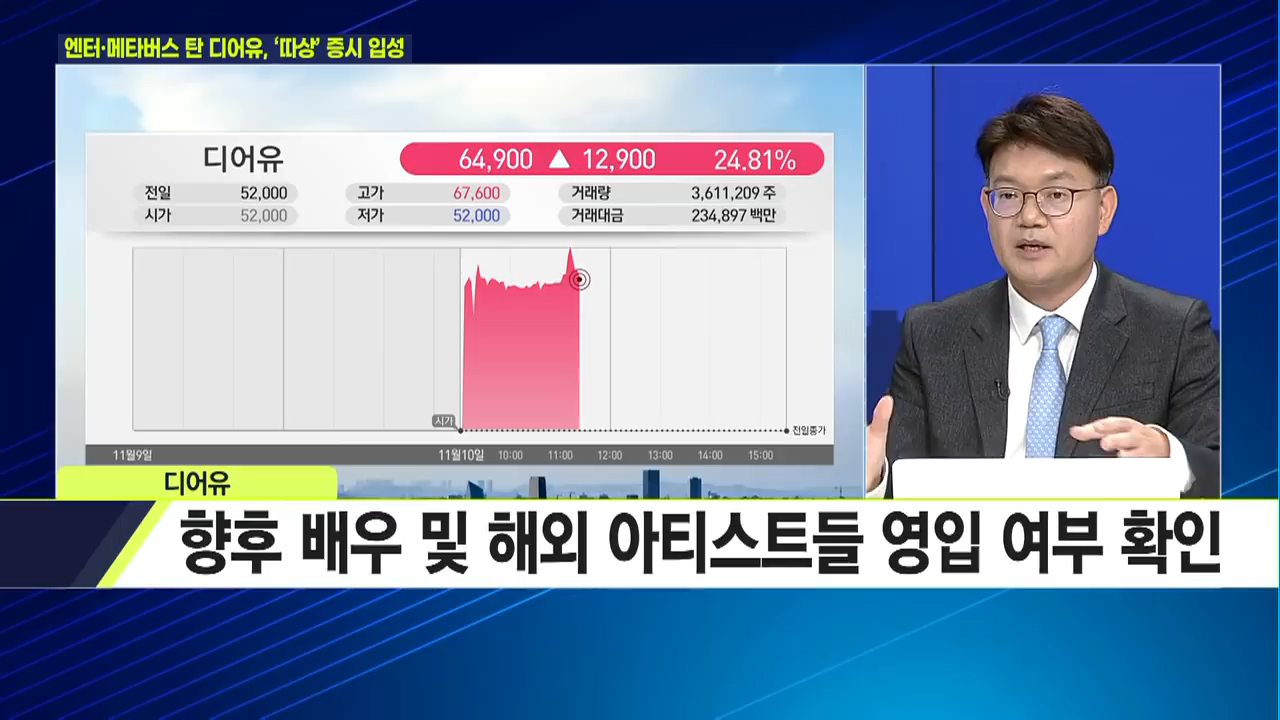 엔터·메타버스 탄 디어유, ‘따상’ 증시 입성
디어유 64,900 ▲ 12,900 24.81%
전일 52,000 고가 67,600 거래량 3,611,209 주
시가 52,000 저가 52,000 거래대금 234,897 백만
시가
전일종가
11월9일 11월10일 10:00 11:00 12:00 13:00 14:00 15:00
디어유
향후 배우 및 해외 아티스트들 영입 여부 확인